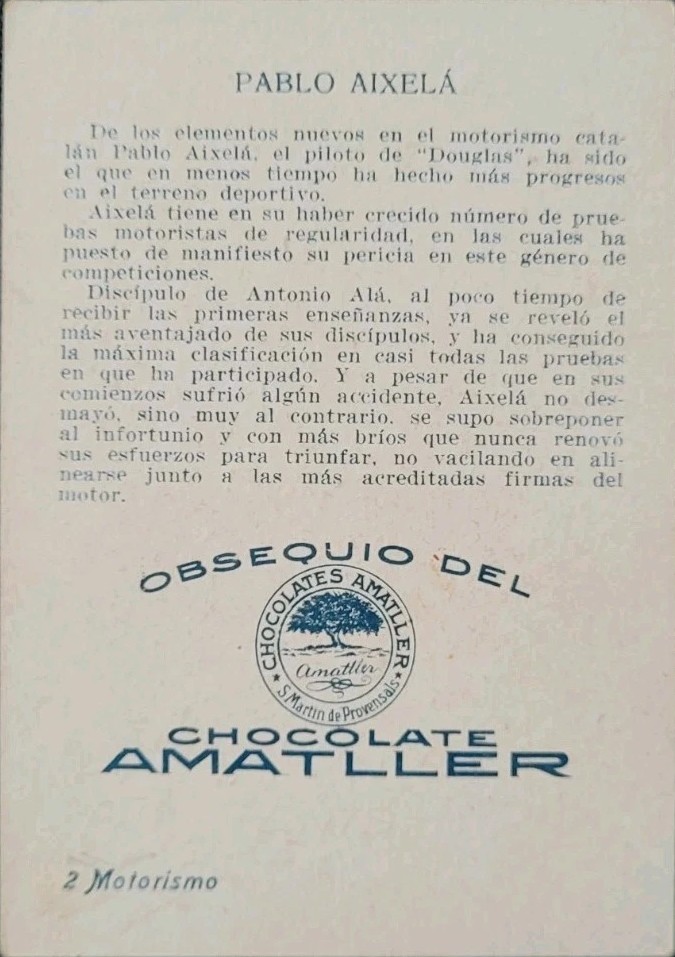 PABLO AIXELÁ
De los elementos nuevos en el motorismo cata-
lán Pablo Aixelá, el piloto de "Douglas", ha sido
el que en menos tiempo ha hecho más progresos
en el terreno deportivo.
Aixelá tiene en su haber crecido número de prue-
bas motoristas de regularidad, en las cuales ha
puesto de manifiesto su pericia en este género de
competiciones.
Discípulo de Antonio Alá, al poco tiempo de
recibir las primeras enseñanzas, ya se reveló el
más aventajado de sus discípulos, y ha conseguido
la máxima clasificación en casi todas las pruebas
en que ha participado. Y a pesar de que en sus
comienzos sufrió algún accidente, Aixelá no des-
mayó, sino muy al contrario, se supo sobreponer
al infortunio y con más bríos que nunca renovó
sus esfuerzos para triunfar, no vacilando en ali-
nearse junto a las más acreditadas firmas del
motor.
OBSEQUIO DEL
CHOCOLATES AMATLLER
Amatller
S. Martin de Provensals
CHOCOLATE
AMATLLER
2 Motorismo